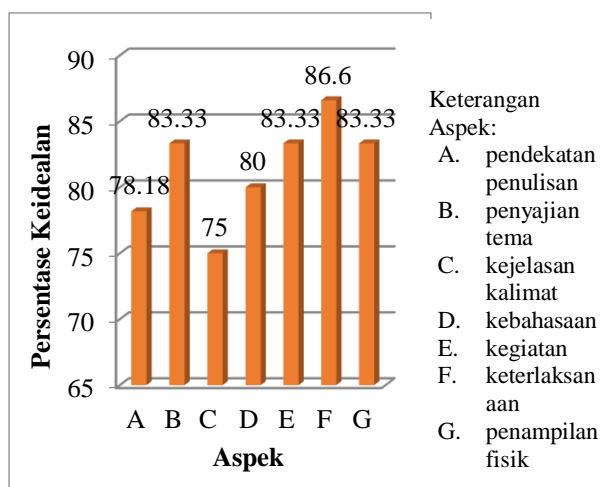 90
85
80
75
70
65
Persentase Keidealan
78.18
83.33
75
80
83.33
86.6
83.33
A B C D E F G
Aspek
Keterangan
Aspek:
A. pendekatan
penulisan
B. penyajian
tema
C. kejelasan
kalimat
D. kebahasaan
E. kegiatan
F. keterlaksan
aan
G. penampilan
fisik